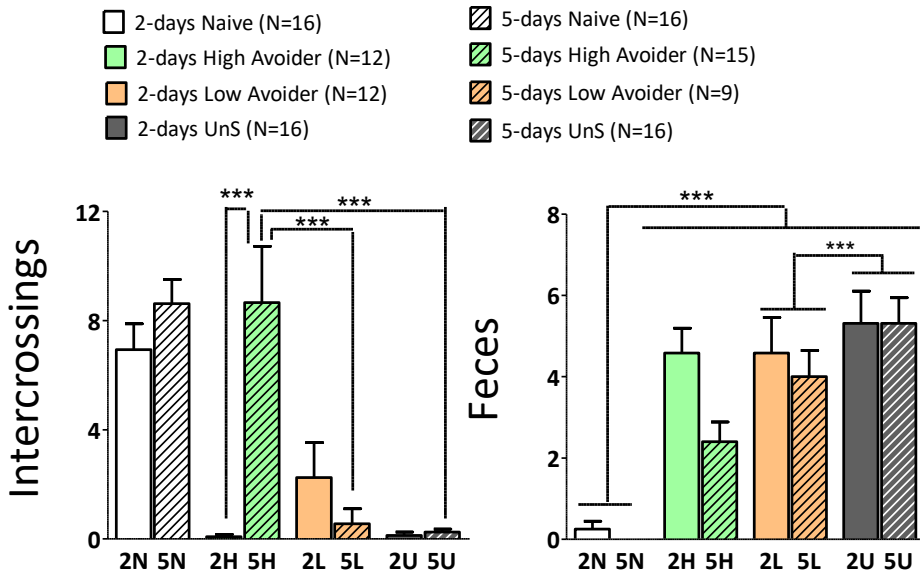 2-days Naive (N=16)
2-days High Avoider (N=12)
2-days Low Avoider (N=12)
2-days UnS (N=16)
5-days Naive (N=16)
5-days High Avoider (N=15)
5-days Low Avoider (N=9)
5-days UnS (N=16)
Intercrossings
12
8
4
0
***
***
***
2N 5N 2H 5H 2L 5L 2U 5U
Feces
8
6
4
2
0
***
***
2N 5N 2H 5H 2L 5L 2U 5U